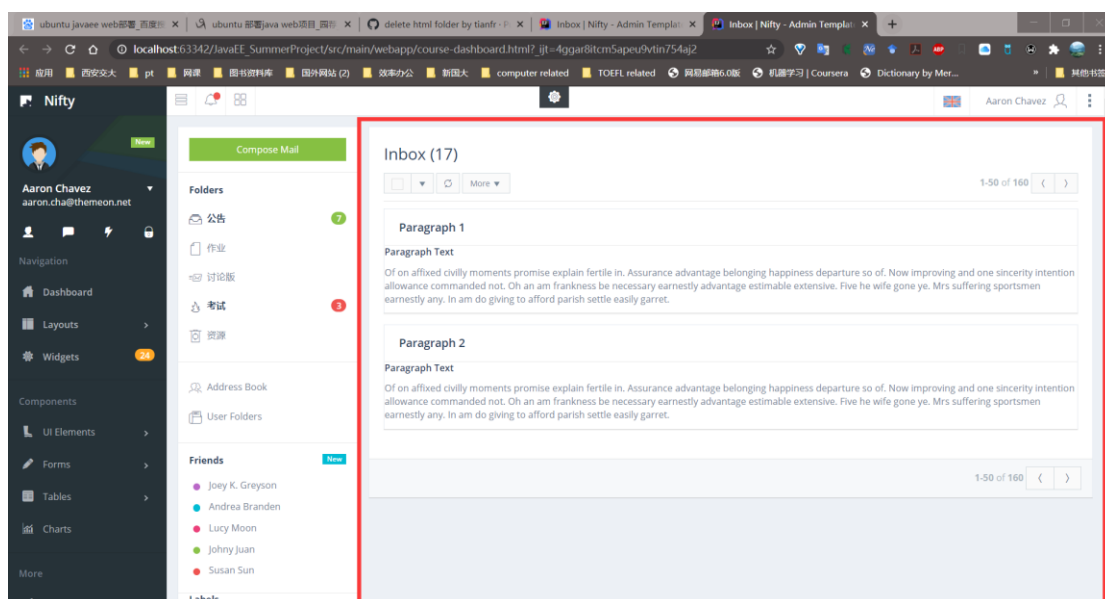 ubuntu javaee web部署_百度搜
ubuntu 部署java web项目_国际
delete html folder by tianfr · P
Inbox | Nifty - Admin Templat
Inbox | Nifty - Admin Templat
localhost:63342/JavaEE_SummerProject/src/main/webapp/course-dashboard.html?_ijt=4ggar8itcm5apeu9vtin754aj2
应用 西安交大 pt 网课 图书资料库 国外网站 (2) 效率办公 新国大 computer related TOEFL related 网易邮箱6.0版 机器学习 | Coursera Dictionary by Mer... » 其他书签
Nifty
Aaron Chavez
New
Aaron Chavez
aaron.cha@themeon.net
Navigation
Dashboard
Layouts
Widgets 24
Components
UI Elements
Forms
Tables
Charts
More
Compose Mail
Folders
公告 7
作业
讨论版
考试 3
资源
Address Book
User Folders
Friends New
Joey K. Greyson
Andrea Branden
Lucy Moon
Johny Juan
Susan Sun
Labels
Inbox (17)
More
1-50 of 160
Paragraph 1
Paragraph Text
Of on affixed civilly moments promise explain fertile in. Assurance advantage belonging happiness departure so of. Now improving and one sincerity intention
allowance commanded not. Oh an am frankness be necessary earnestly advantage estimable extensive. Five he wife gone ye. Mrs suffering sportsmen
earnestly any. In am do giving to afford parish settle easily garret.
Paragraph 2
Paragraph Text
Of on affixed civilly moments promise explain fertile in. Assurance advantage belonging happiness departure so of. Now improving and one sincerity intention
allowance commanded not. Oh an am frankness be necessary earnestly advantage estimable extensive. Five he wife gone ye. Mrs suffering sportsmen
earnestly any. In am do giving to afford parish settle easily garret.
1-50 of 160